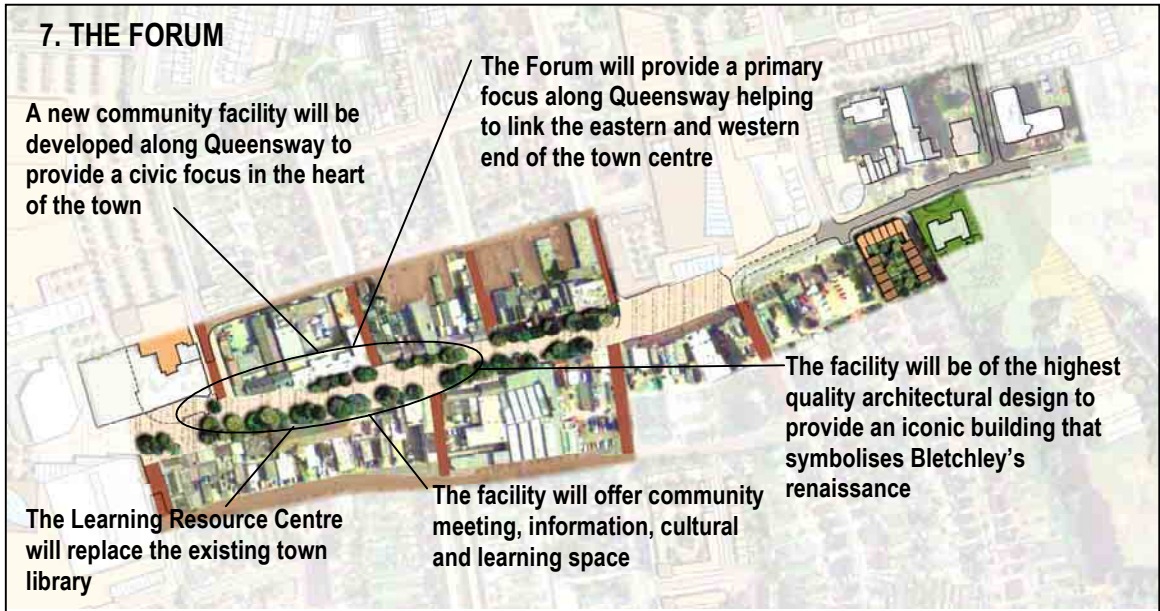 7. THE FORUM
A new community facility will be
developed along Queensway to
provide a civic focus in the heart
of the town
The Forum will provide a primary
focus along Queensway helping
to link the eastern and western
end of the town centre
The facility will be of the highest
quality architectural design to
provide an iconic building that
symbolises Bletchley's
renaissance
The facility will offer community
meeting, information, cultural
and learning space
The Learning Resource Centre
will replace the existing town
library